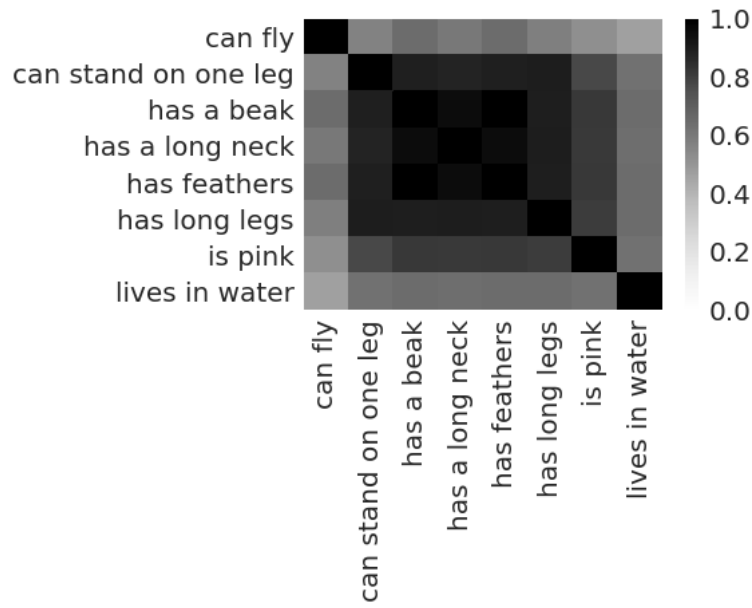 can fly
can stand on one leg
has a beak
has a long neck
has feathers
has long legs
is pink
lives in water
1.0
0.8
0.6
0.4
0.2
0.0
can fly
can stand on one leg
has a beak
has a long neck
has feathers
has long legs
is pink
lives in water